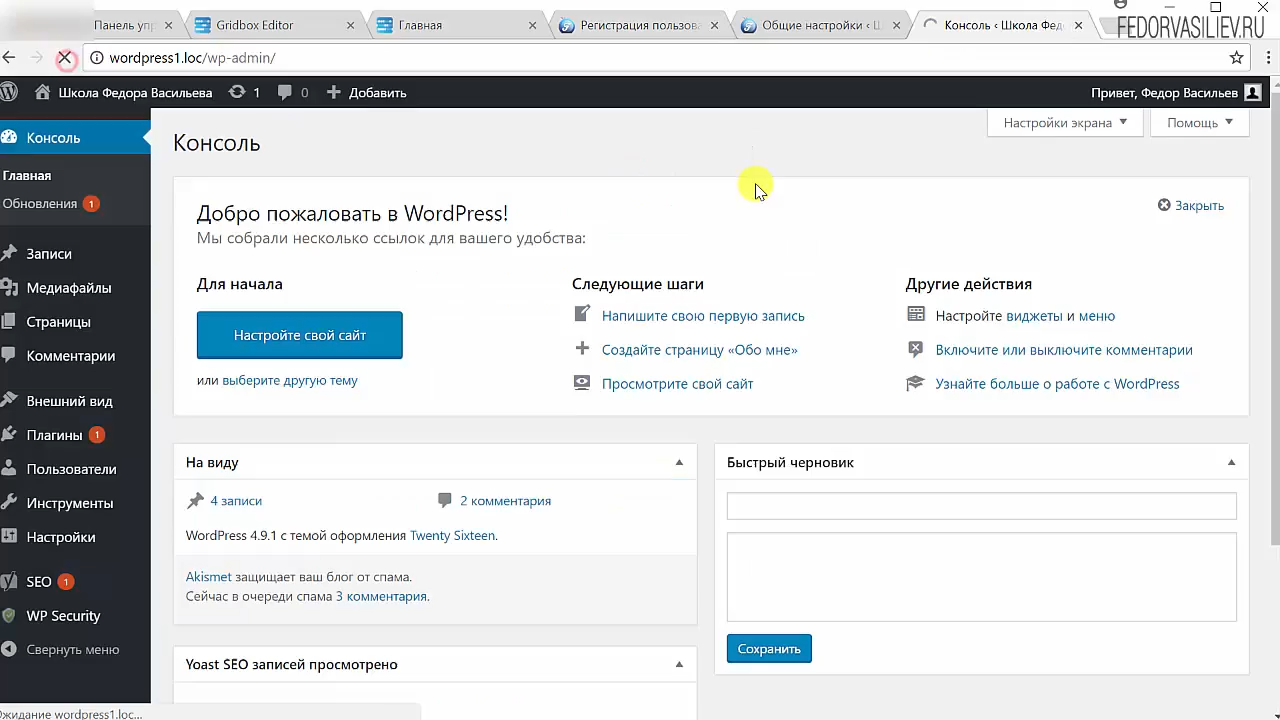 Панель упр
Gridbox Editor
Главная
Регистрация пользова
Общие настройки ‹ Ш
Консоль ‹ Школа Фед
FEDORVASILIEV.RU
wordpress1.loc/wp-admin/
Школа Федора Васильева
1
0
Добавить
Привет, Федор Васильев
Консоль
Главная
Обновления 1
Записи
Медиафайлы
Страницы
Комментарии
Внешний вид
Плагины 1
Пользователи
Инструменты
Настройки
SEO 1
WP Security
Свернуть меню
Настройки экрана
Помощь
Консоль
Добро пожаловать в WordPress!
Мы собрали несколько ссылок для вашего удобства:
Закрыть
Для начала
Настройте свой сайт
или выберите другую тему
Следующие шаги
Напишите свою первую запись
Создайте страницу «Обо мне»
Просмотрите свой сайт
Другие действия
Настройте виджеты и меню
Включите или выключите комментарии
Узнайте больше о работе с WordPress
На виду
4 записи
2 комментария
WordPress 4.9.1 с темой оформления Twenty Sixteen.
Akismet защищает ваш блог от спама.
Сейчас в очереди спама 3 комментария.
Yoast SEO записей просмотрено
Быстрый черновик
Сохранить
Ожидание wordpress1.loc...